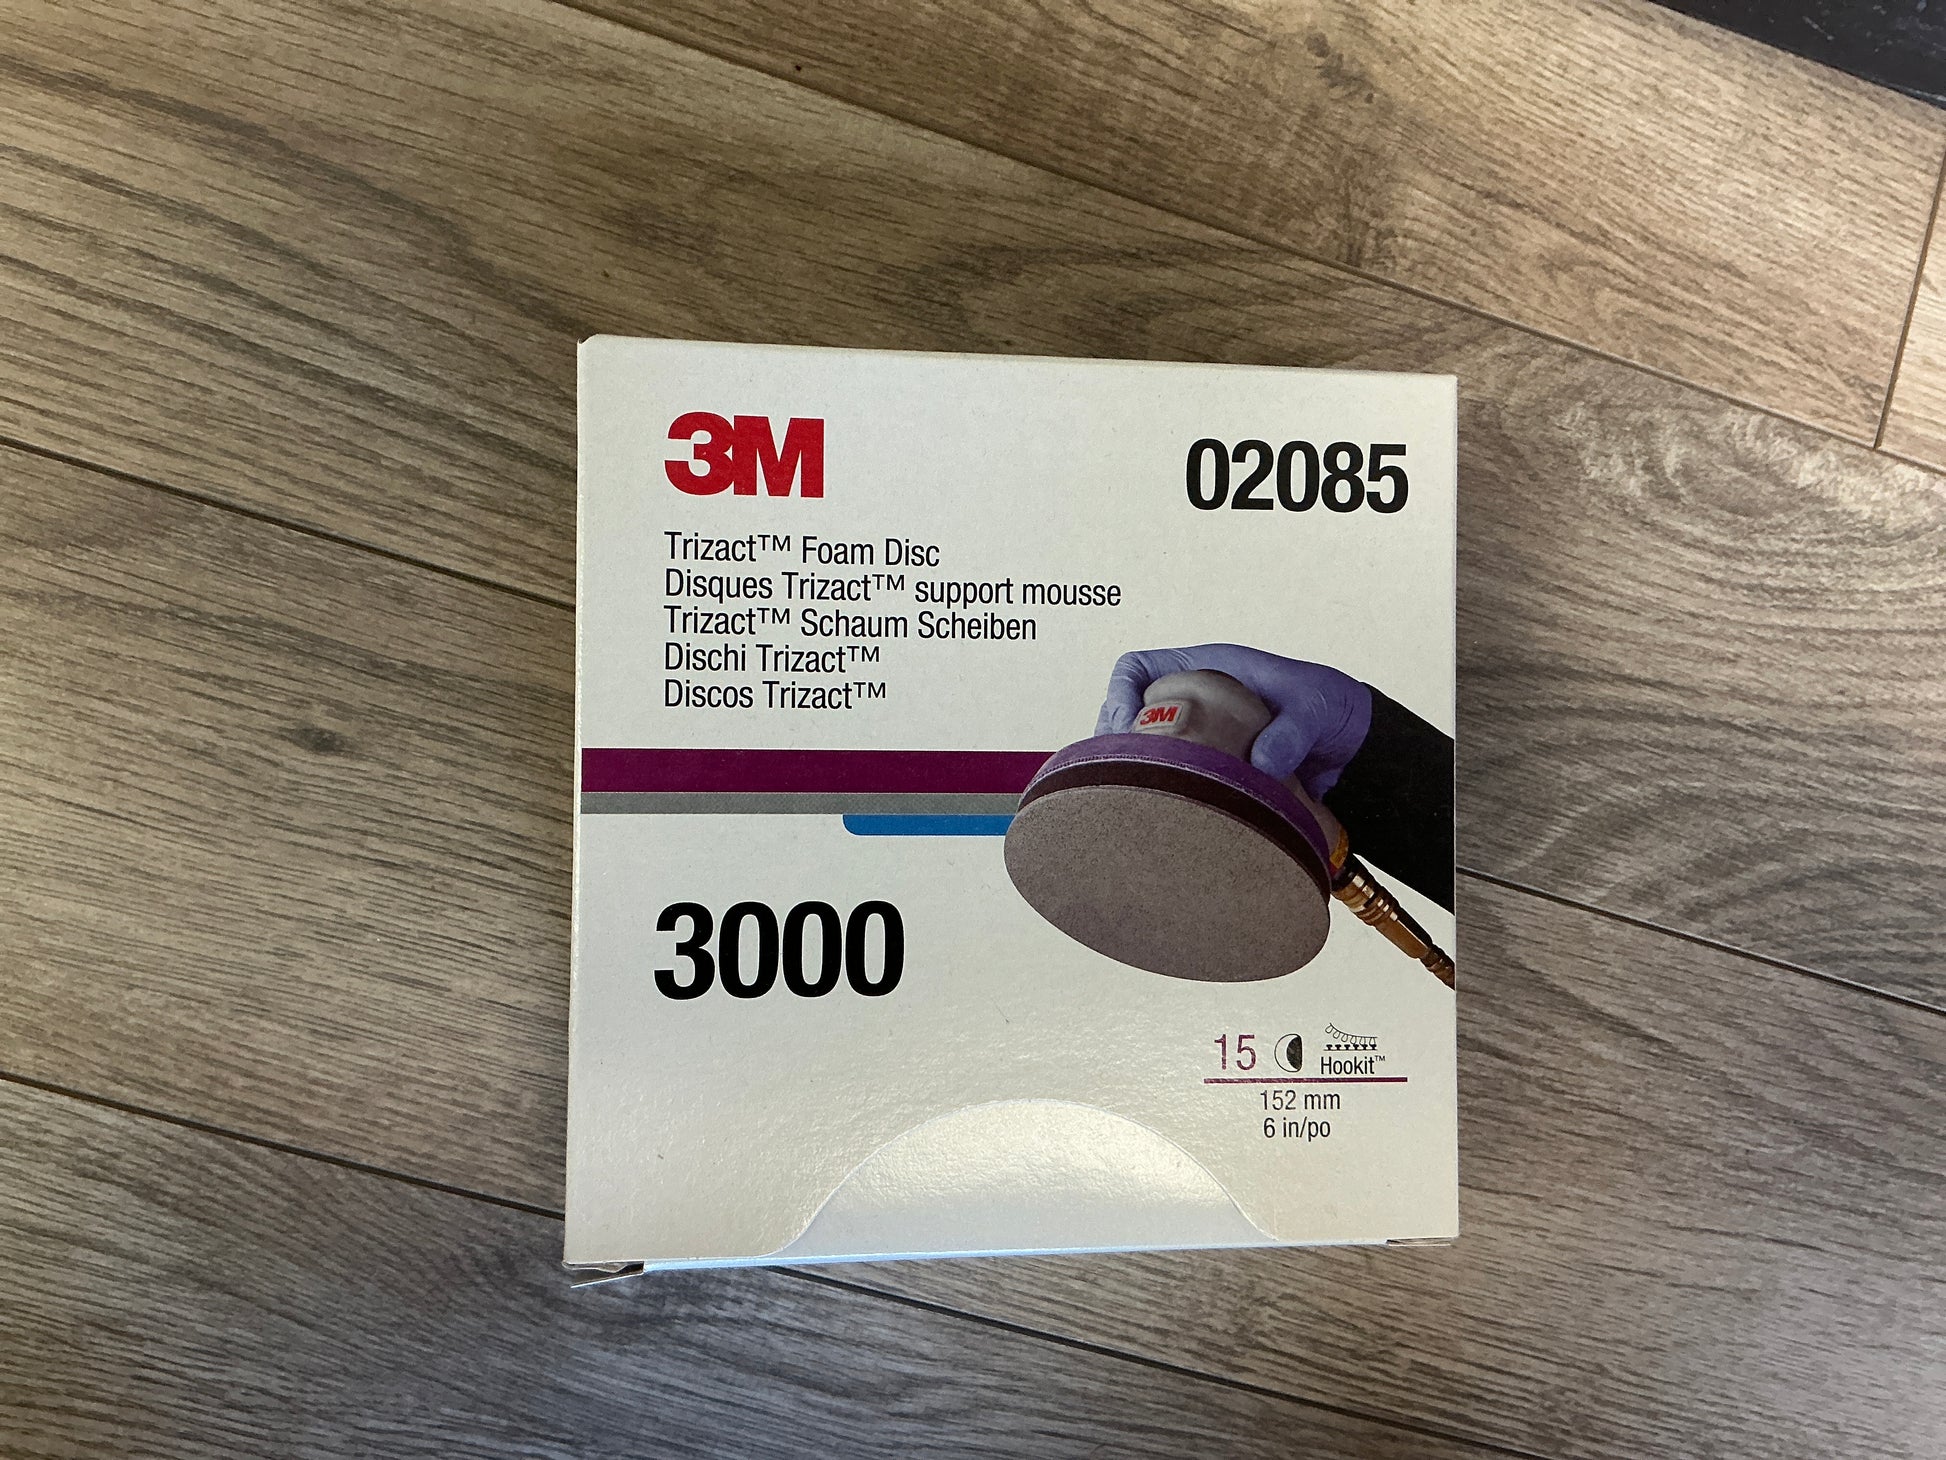 3M
02085
Trizact™ Foam Disc
Disques Trizact™ support mousse
Trizact™ Schaum Scheiben
Dischi Trizact™
Discos Trizact™
3M
3000
15 Hookit™
152 mm
6 in/po